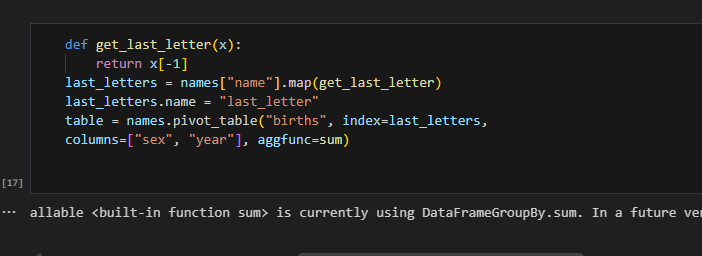 def get_last_letter(x):
    return x[-1]
last_letters = names["name"].map(get_last_letter)
last_letters.name = "last_letter"
table = names.pivot_table("births", index=last_letters,
columns=["sex", "year"], aggfunc=sum)
[17]
··· allable <built-in function sum> is currently using DataFrameGroupBy.sum. In a future ver